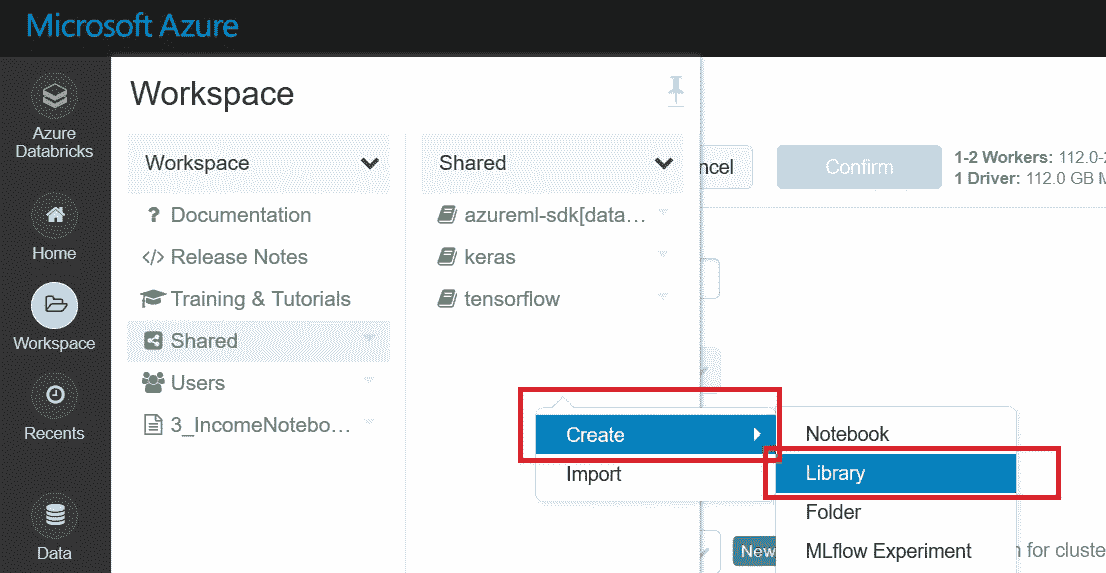 Microsoft Azure
Azure
Databricks
Home
Workspace
Recents
Data
Workspace
Workspace
? Documentation
</> Release Notes
Training & Tutorials
Shared
Users
3_IncomeNotebo...
Shared
azureml-sdk[data...
keras
tensorflow
ncel
Confirm
1-2 Workers: 112.0-2
1 Driver: 112.0 GB M
Create
Import
Notebook
Library
Folder
MLflow Experiment
New
for cluste